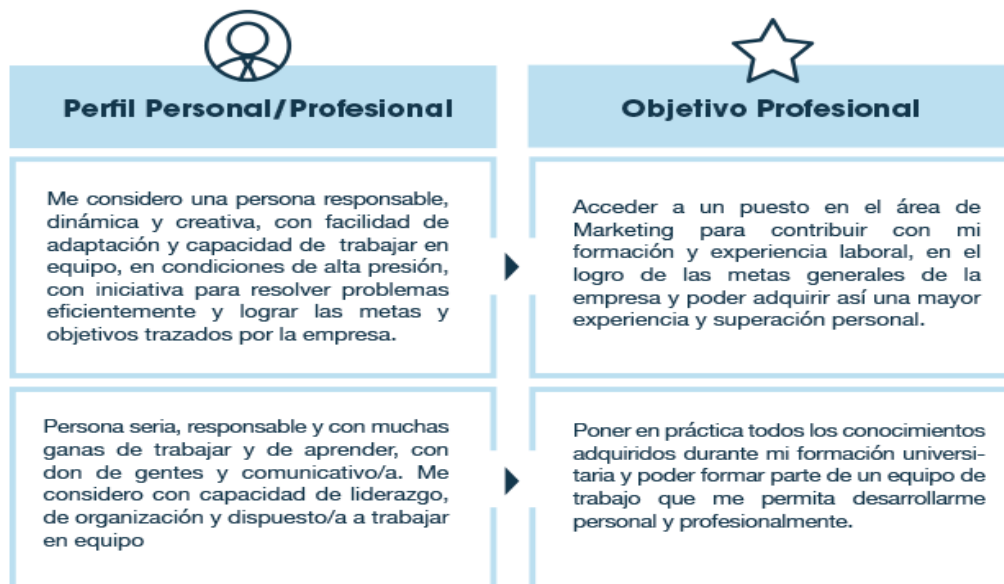 Perfil Personal/Profesional
Objetivo Profesional
Me considero una persona responsable,
dinámica y creativa, con facilidad de
adaptación y capacidad de trabajar en
equipo, en condiciones de alta presión,
con iniciativa para resolver problemas
eficientemente y lograr las metas y
objetivos trazados por la empresa.
Acceder a un puesto en el área de
Marketing para contribuir con mi
formación y experiencia laboral, en el
logro de las metas generales de la
empresa y poder adquirir así una mayor
experiencia y superación personal.
Persona seria, responsable y con muchas
ganas de trabajar y de aprender, con
don de gentes y comunicativo/a. Me
considero con capacidad de liderazgo,
de organización y dispuesto/a a trabajar
en equipo
Poner en práctica todos los conocimientos
adquiridos durante mi formación universi-
taria y poder formar parte de un equipo de
trabajo que me permita desarrollarme
personal y profesionalmente.